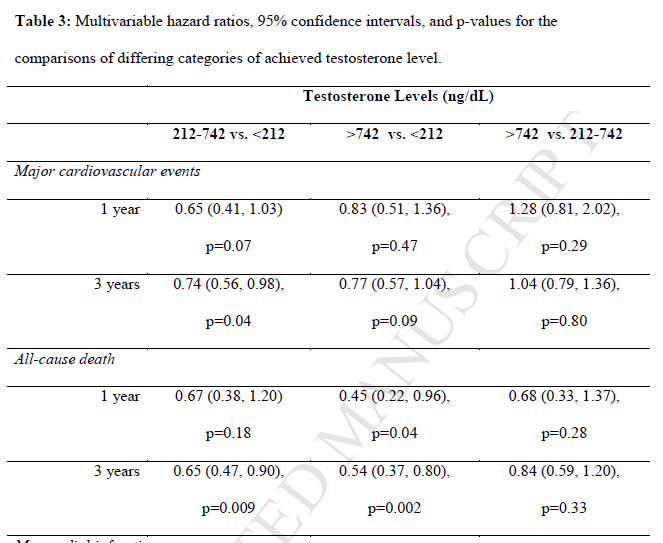 Table 3: Multivariable hazard ratios, 95% confidence intervals, and p-values for the
comparisons of differing categories of achieved testosterone level.
Testosterone Levels (ng/dL)
212-742 vs. <212 >742 vs. <212 >742 vs. 212-742
Major cardiovascular events
1 year 0.65 (0.41, 1.03) 0.83 (0.51, 1.36), 1.28 (0.81, 2.02),
p=0.07 p=0.47 p=0.29
3 years 0.74 (0.56, 0.98), 0.77 (0.57, 1.04), 1.04 (0.79, 1.36),
p=0.04 p=0.09 p=0.80
All-cause death
1 year 0.67 (0.38, 1.20) 0.45 (0.22, 0.96), 0.68 (0.33, 1.37),
p=0.18 p=0.04 p=0.28
3 years 0.65 (0.47, 0.90), 0.54 (0.37, 0.80), 0.84 (0.59, 1.20),
p=0.009 p=0.002 p=0.33
TED MANUSCRIPT